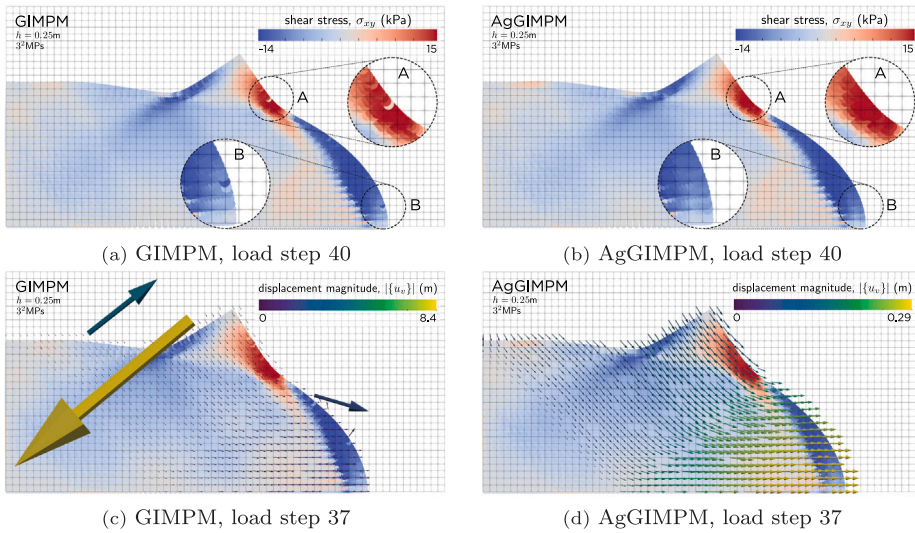 GIMPM
h = 0.25m
3²MPs
shear stress, σxy (kPa)
-14 15
A
A
B
B
(a) GIMPM, load step 40
AgGIMPM
h = 0.25m
3²MPs
shear stress, σxy (kPa)
-14 15
A
A
B
B
(b) AgGIMPM, load step 40
GIMPM
h = 0.25m
3²MPs
displacement magnitude, |{uv}| (m)
0 8.4
(c) GIMPM, load step 37
AgGIMPM
h = 0.25m
3²MPs
displacement magnitude, |{uv}| (m)
0 0.29
(d) AgGIMPM, load step 37